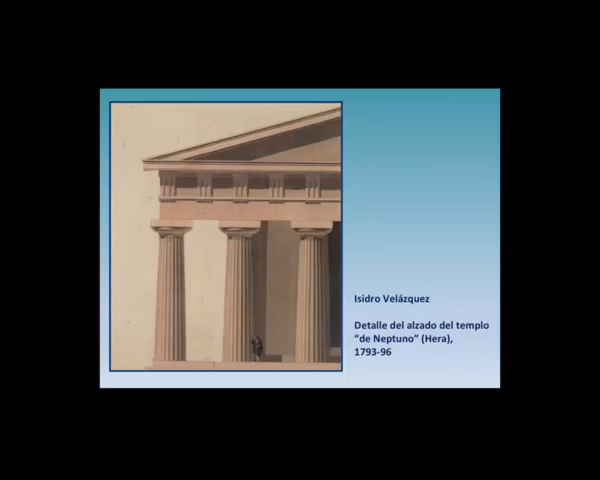 Isidro Velázquez
Detalle del alzado del templo
“de Neptuno” (Hera),
1793-96